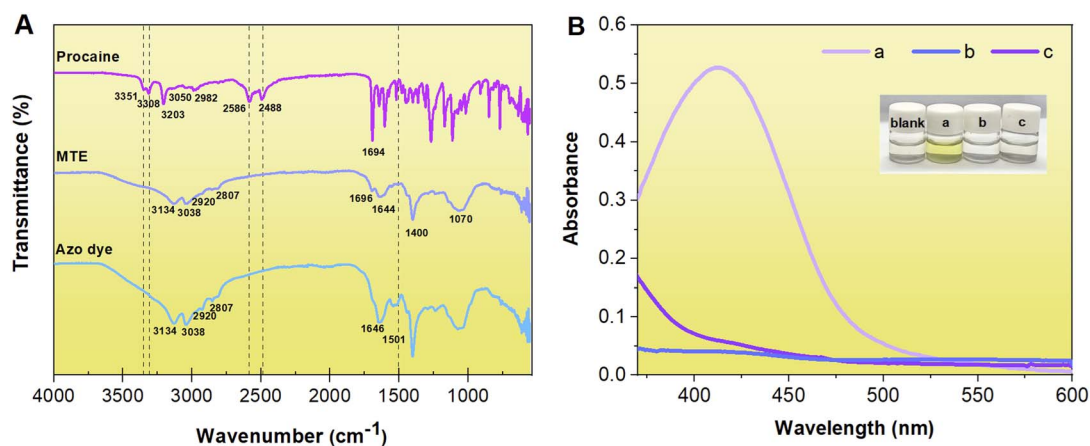 A
Transmittance (%)
Procaine
3351
3308
3203
3050
2982
2586
2488
1694
MTE
3134
3038
2920
2807
1696
1644
1400
1070
Azo dye
3134
3038
2920
2807
1646
1501
4000 3500 3000 2500 2000 1500 1000
Wavenumber (cm⁻¹)
B
Absorbance
0.6
0.5
0.4
0.3
0.2
0.1
0.0
a b c
blank a b c
400 450 500 550 600
Wavelength (nm)